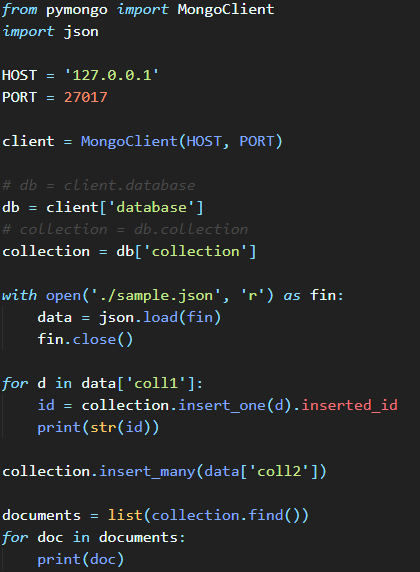 from pymongo import MongoClient
import json

HOST = '127.0.0.1'
PORT = 27017

client = MongoClient(HOST, PORT)

# db = client.database
db = client['database']
# collection = db.collection
collection = db['collection']

with open('./sample.json', 'r') as fin:
    data = json.load(fin)
    fin.close()

for d in data['coll1']:
    id = collection.insert_one(d).inserted_id
    print(str(id))

collection.insert_many(data['coll2'])

documents = list(collection.find())
for doc in documents:
    print(doc)